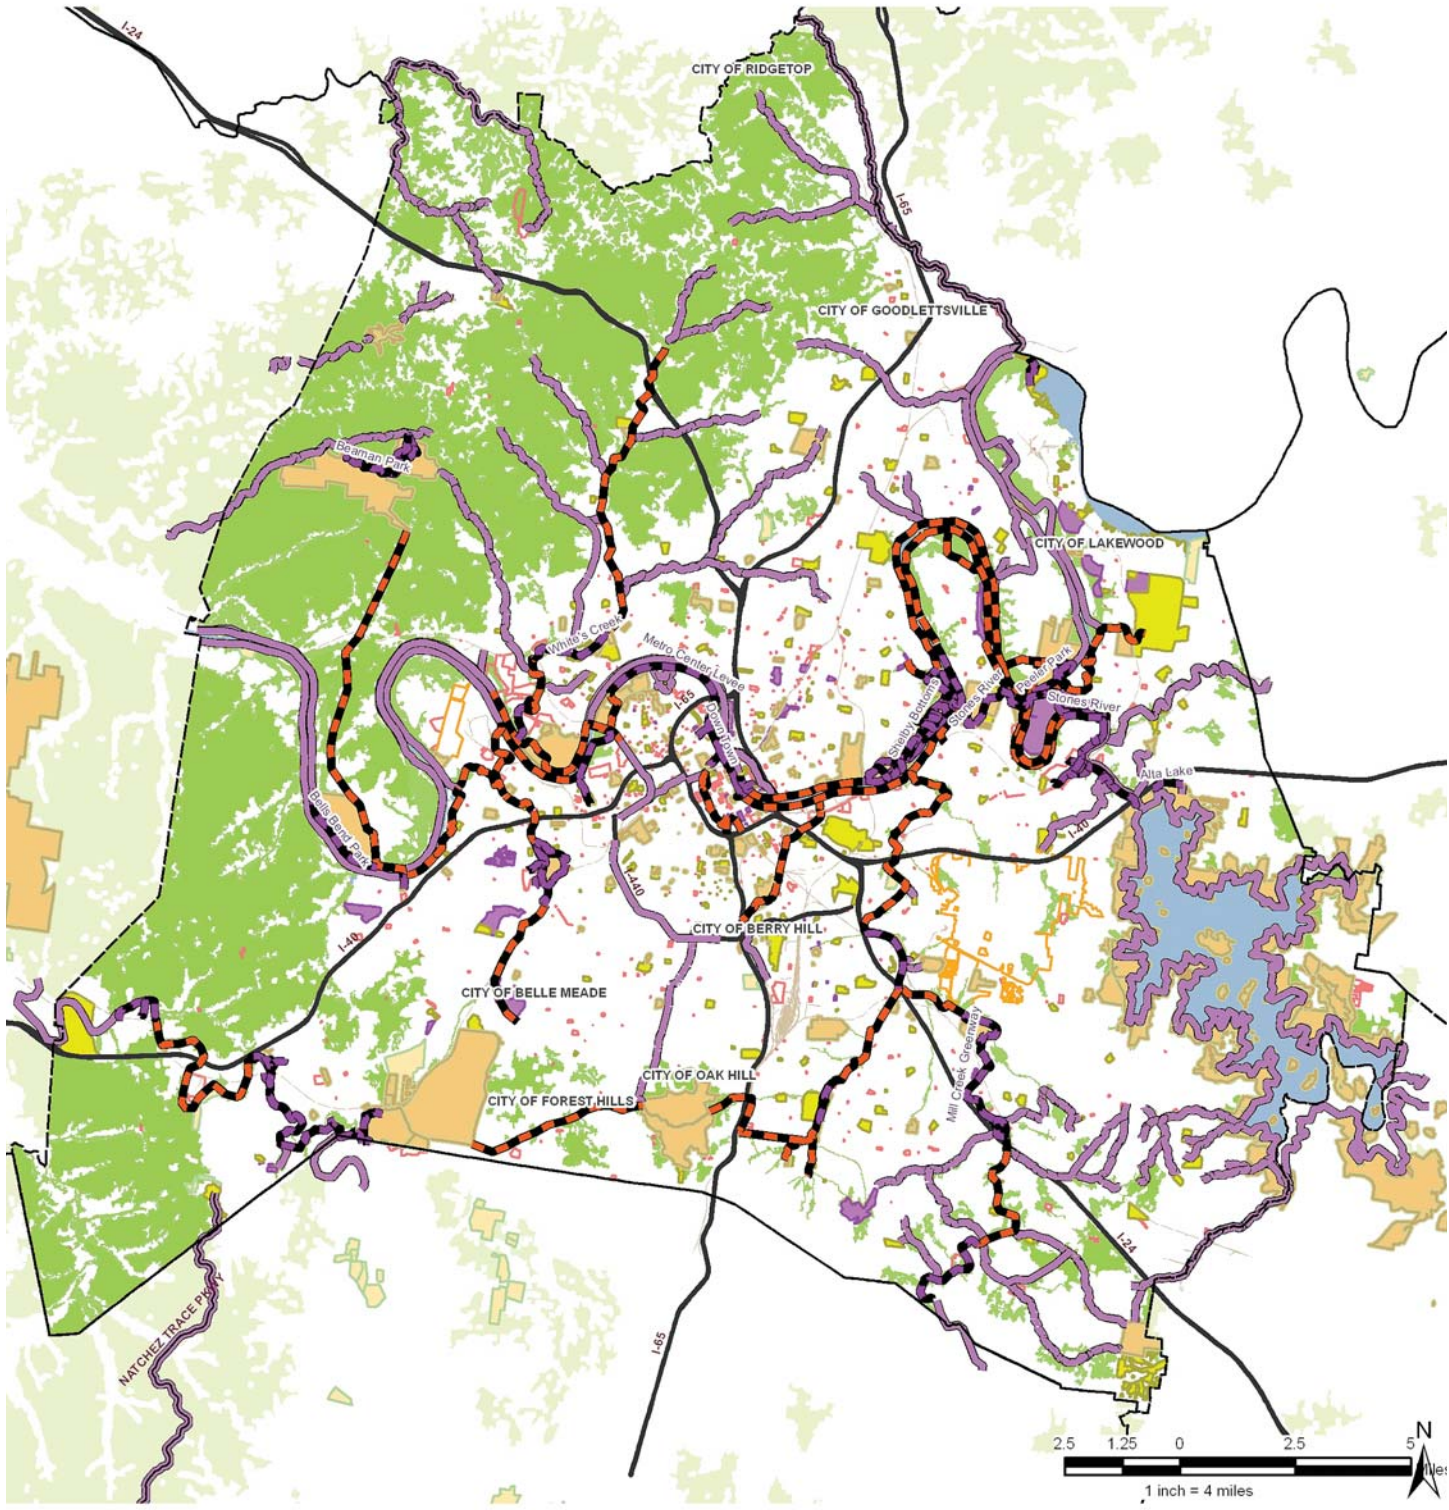 I-24
CITY OF RIDGETOP
I-65
CITY OF GOODLETTSVILLE
Beaman Park
CITY OF LAKEWOOD
White's Creek
Metro Center Levee
I-65
Down Town
Shelby Bottoms
Stones River
Peeler Park
Stones River
Alta Lake
Bells Bend Park
I-40
I-440
I-40
CITY OF BERRY HILL
CITY OF BELLE MEADE
Mill Creek Greenway
CITY OF OAK HILL
CITY OF FOREST HILLS
NATCHEZ TRACE PKWY
I-24
I-65
N
2.5 1.25 0 2.5 5
Miles
1 inch = 4 miles